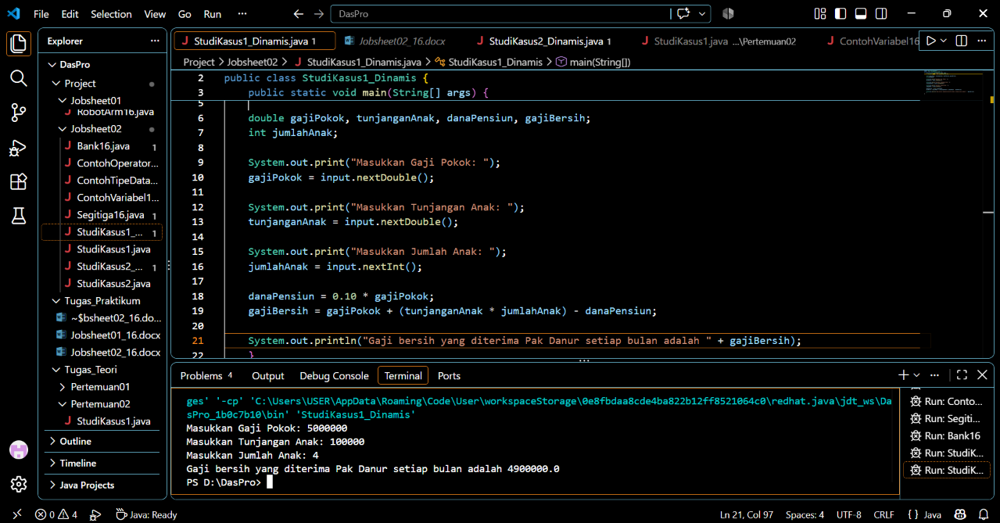 File Edit Selection View Go Run ··· DasPro
Explorer ···
DasPro
Project
Jobsheet01
RobotArm16.java
Jobsheet02
Bank16.java 1
ContohOperator...
ContohTipeData...
ContohVariabel1...
Segitiga16.java 1
StudiKasus1_... 1
StudiKasus1.java
StudiKasus2_... 1
StudiKasus2.java
Tugas_Praktikum
~$bsheet02_16.do...
Jobsheet01_16.docx
Jobsheet02_16.docx
Tugas_Teori
Pertemuan01
Pertemuan02
StudiKasus1.java
Outline
Timeline
Java Projects
StudiKasus1_Dinamis.java 1 Jobsheet02_16.docx StudiKasus2_Dinamis.java 1 StudiKasus1.java ...\Pertemuan02 ContohVariabel16
Project > Jobsheet02 > StudiKasus1_Dinamis.java > StudiKasus1_Dinamis > main(String[])
2 public class StudiKasus1_Dinamis {
3 public static void main(String[] args) {
5
6 double gajiPokok, tunjanganAnak, danaPensiun, gajiBersih;
7 int jumlahAnak;
8
9 System.out.print("Masukkan Gaji Pokok: ");
10 gajiPokok = input.nextDouble();
11
12 System.out.print("Masukkan Tunjangan Anak: ");
13 tunjanganAnak = input.nextDouble();
14
15 System.out.print("Masukkan Jumlah Anak: ");
16 jumlahAnak = input.nextInt();
17
18 danaPensiun = 0.10 * gajiPokok;
19 gajiBersih = gajiPokok + (tunjanganAnak * jumlahAnak) - danaPensiun;
20
21 System.out.println("Gaji bersih yang diterima Pak Danur setiap bulan adalah " + gajiBersih);
22 }
Problems 4 Output Debug Console Terminal Ports
ges' '-cp' 'C:\Users\USER\AppData\Roaming\Code\User\workspaceStorage\0e8fbdaa8cde4ba822b12ff8521064c0\redhat.java\jdt_ws\Da
sPro_1b0c7b10\bin' 'StudiKasus1_Dinamis'
Masukkan Gaji Pokok: 5000000
Masukkan Tunjangan Anak: 100000
Masukkan Jumlah Anak: 4
Gaji bersih yang diterima Pak Danur setiap bulan adalah 4900000.0
PS D:\DasPro>
Run: Conto...
Run: Segiti...
Run: Bank16
Run: StudiK...
Run: StudiK...
0 4 Java: Ready Ln 21, Col 97 Spaces: 4 UTF-8 CRLF { } Java